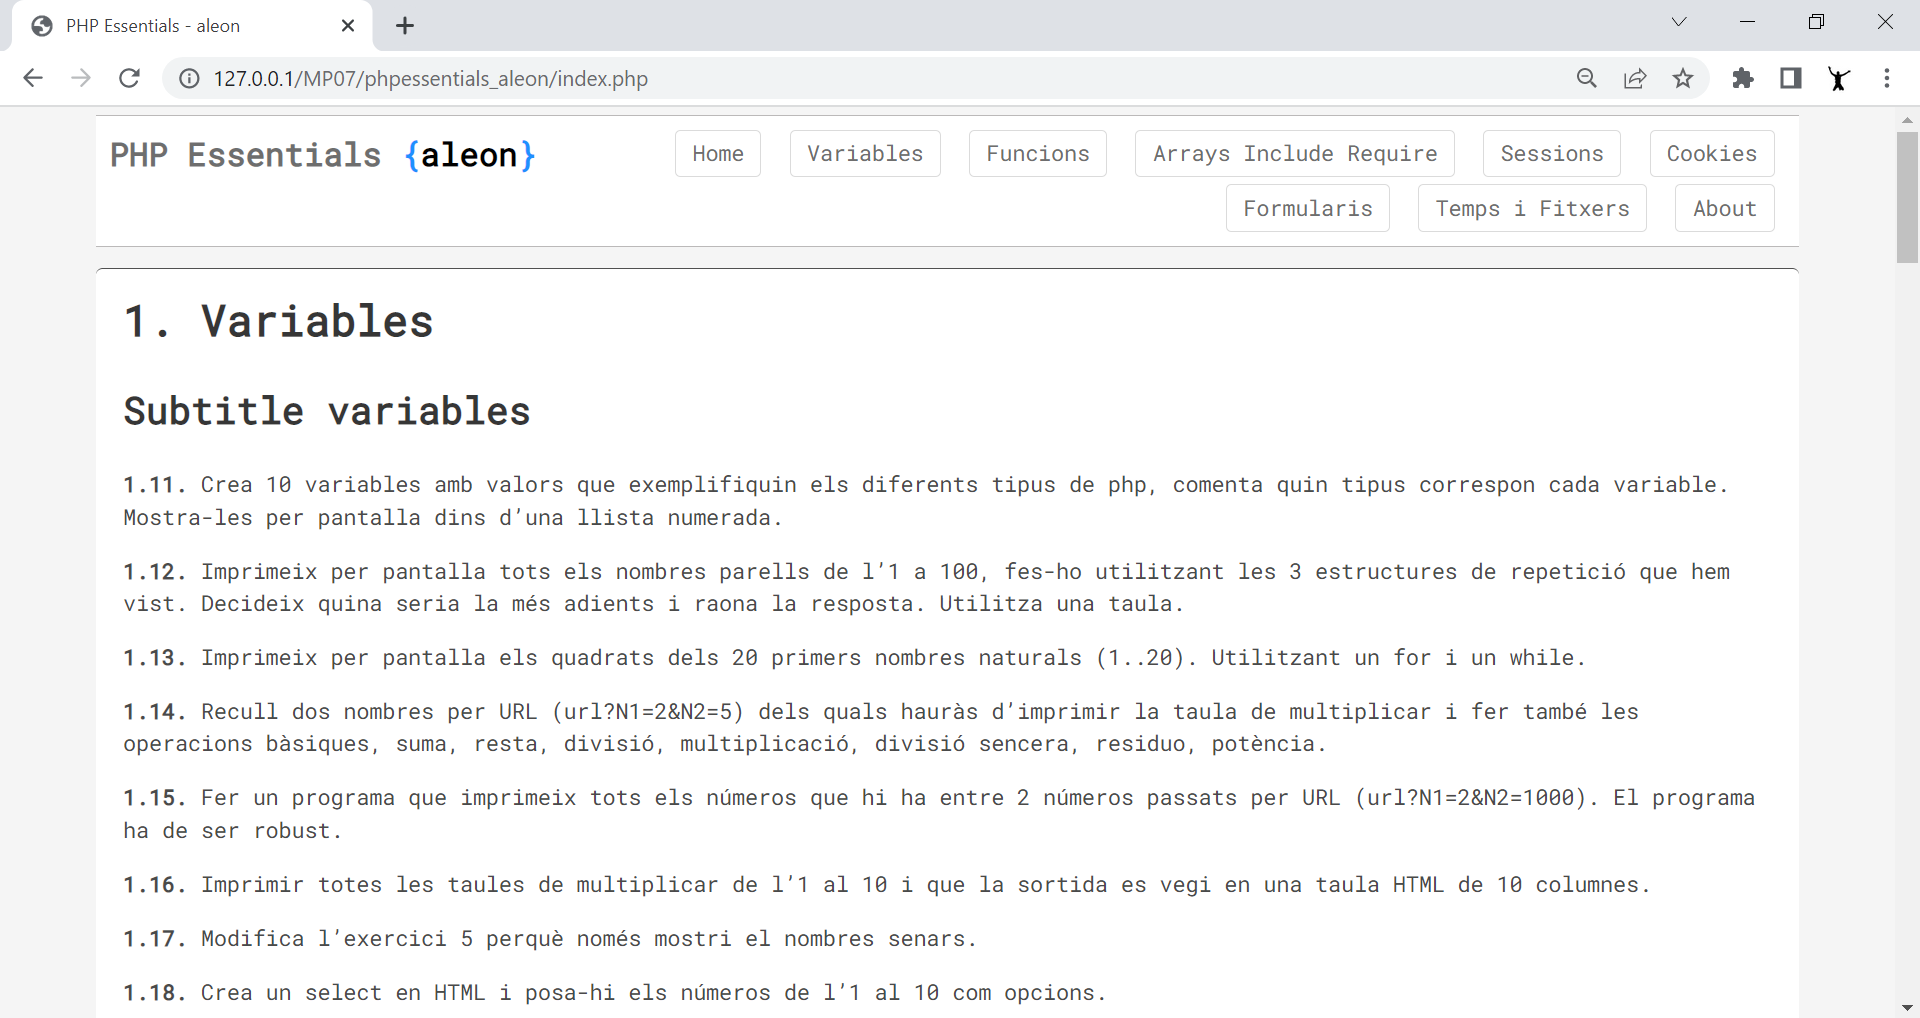 PHP Essentials - aleon
127.0.0.1/MP07/phpessentials_aleon/index.php
PHP Essentials {aleon}
Home
Variables
Funcions
Arrays Include Require
Sessions
Cookies
Formularis
Temps i Fitxers
About
1. Variables
Subtitle variables
1.11. Crea 10 variables amb valors que exemplifiquin els diferents tipus de php, comenta quin tipus correspon cada variable.
Mostra-les per pantalla dins d’una llista numerada.
1.12. Imprimeix per pantalla tots els nombres parells de l’1 a 100, fes-ho utilitzant les 3 estructures de repetició que hem
vist. Decideix quina seria la més adients i raona la resposta. Utilitza una taula.
1.13. Imprimeix per pantalla els quadrats dels 20 primers nombres naturals (1..20). Utilitzant un for i un while.
1.14. Recull dos nombres per URL (url?N1=2&N2=5) dels quals hauràs d’imprimir la taula de multiplicar i fer també les
operacions bàsiques, suma, resta, divisió, multiplicació, divisió sencera, residuo, potència.
1.15. Fer un programa que imprimeix tots els números que hi ha entre 2 números passats per URL (url?N1=2&N2=1000). El programa
ha de ser robust.
1.16. Imprimir totes les taules de multiplicar de l’1 al 10 i que la sortida es vegi en una taula HTML de 10 columnes.
1.17. Modifica l’exercici 5 perquè només mostri el nombres senars.
1.18. Crea un select en HTML i posa-hi els números de l’1 al 10 com opcions.